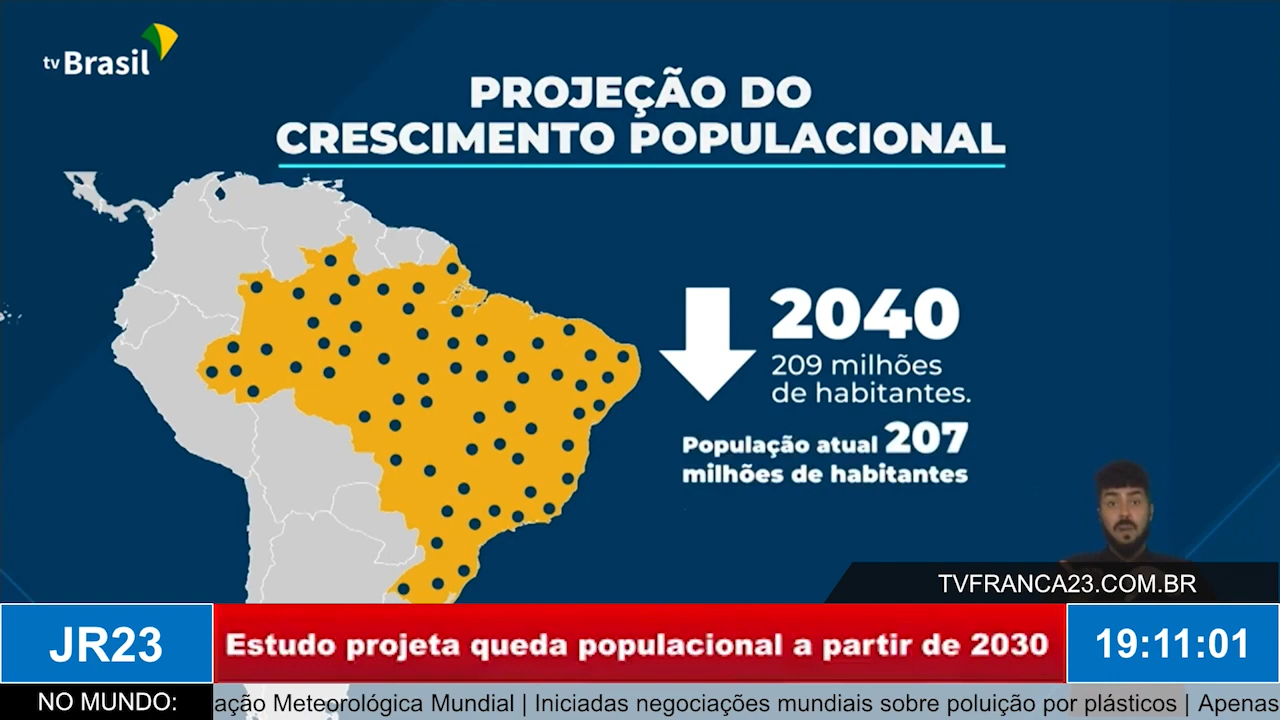 tv Brasil
PROJEÇÃO DO
CRESCIMENTO POPULACIONAL
2040
209 milhões
de habitantes.
População atual 207
milhões de habitantes
TVFRANCA23.COM.BR
JR23
Estudo projeta queda populacional a partir de 2030
19:11:01
NO MUNDO:
ação Meteorológica Mundial | Iniciadas negociações mundiais sobre poluição por plásticos | Apenas